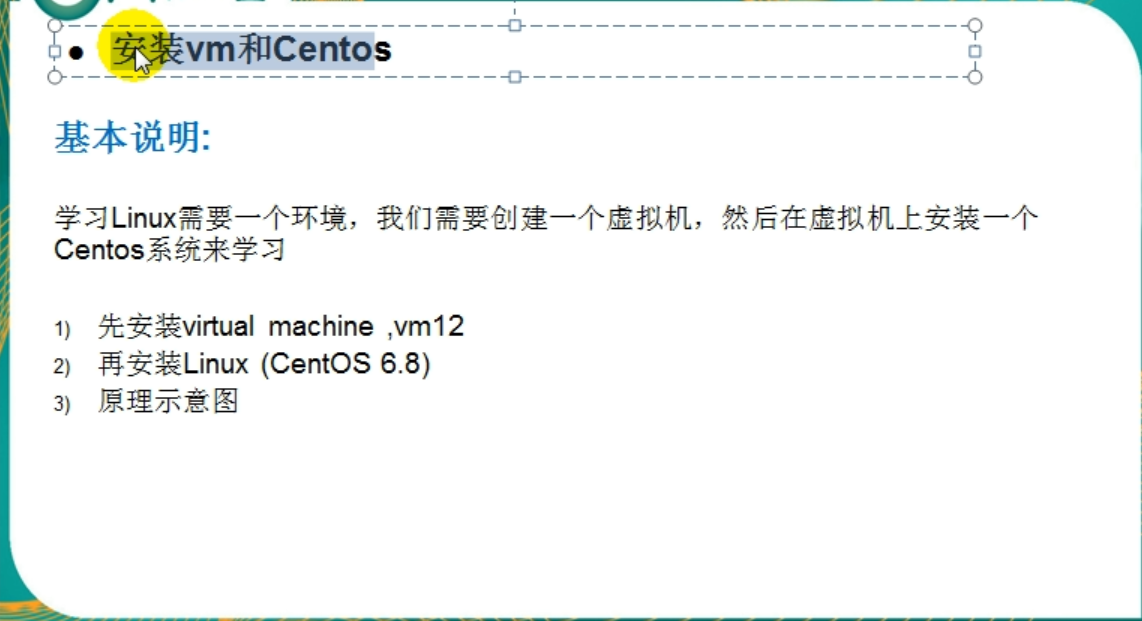 • 安装vm和Centos
基本说明:
学习Linux需要一个环境，我们需要创建一个虚拟机，然后在虚拟机上安装一个
Centos系统来学习
1) 先安装virtual machine ,vm12
2) 再安装Linux (CentOS 6.8)
3) 原理示意图